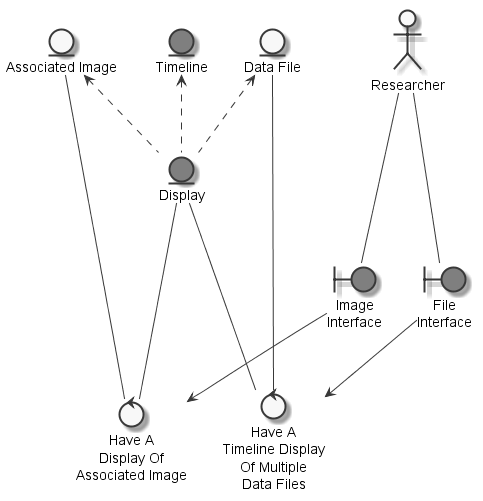 Associated Image
Timeline
Data File
Researcher
Display
Image
Interface
File
Interface
Have A
Display Of
Associated Image
Have A
Timeline Display
Of Multiple
Data Files